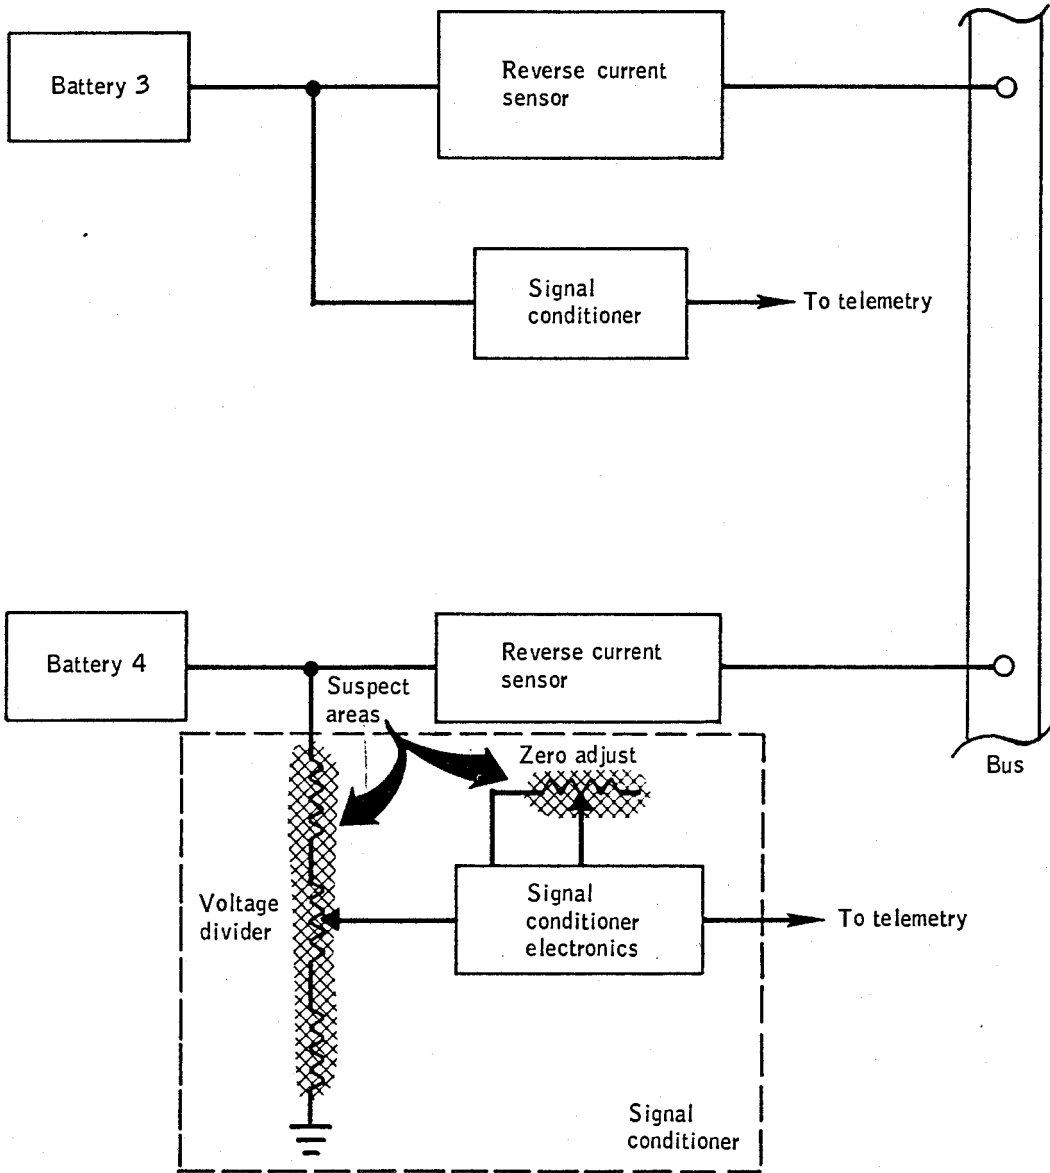 Battery 3
Reverse current
sensor
Signal
conditioner
To telemetry
Battery 4
Reverse current
sensor
Suspect
areas
Zero adjust
Bus
Voltage
divider
Signal
conditioner
electronics
To telemetry
Signal
conditioner